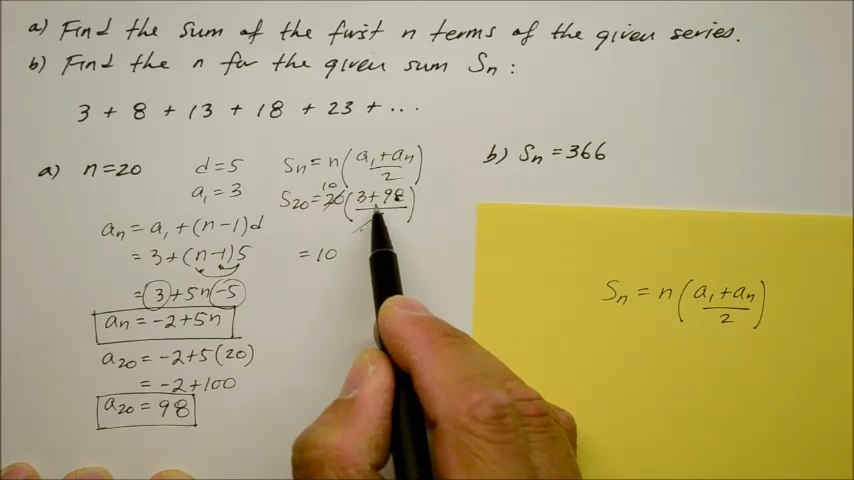 a) Find the sum of the first n terms of the given series.
b) Find the n for the given sum Sn:
3 + 8 + 13 + 18 + 23 + ...
a) n=20
d=5
a₁=3
aₙ = a₁ + (n-1)d
= 3 + (n-1)5
= 3 + 5n - 5
aₙ = -2+5n
a₂₀ = -2+5(20)
= -2+100
a₂₀ = 98
Sₙ = n(a₁+aₙ/2)
10
S₂₀ = 20(3+98/
= 10
b) Sₙ = 366
Sₙ = n(a₁+aₙ/2)